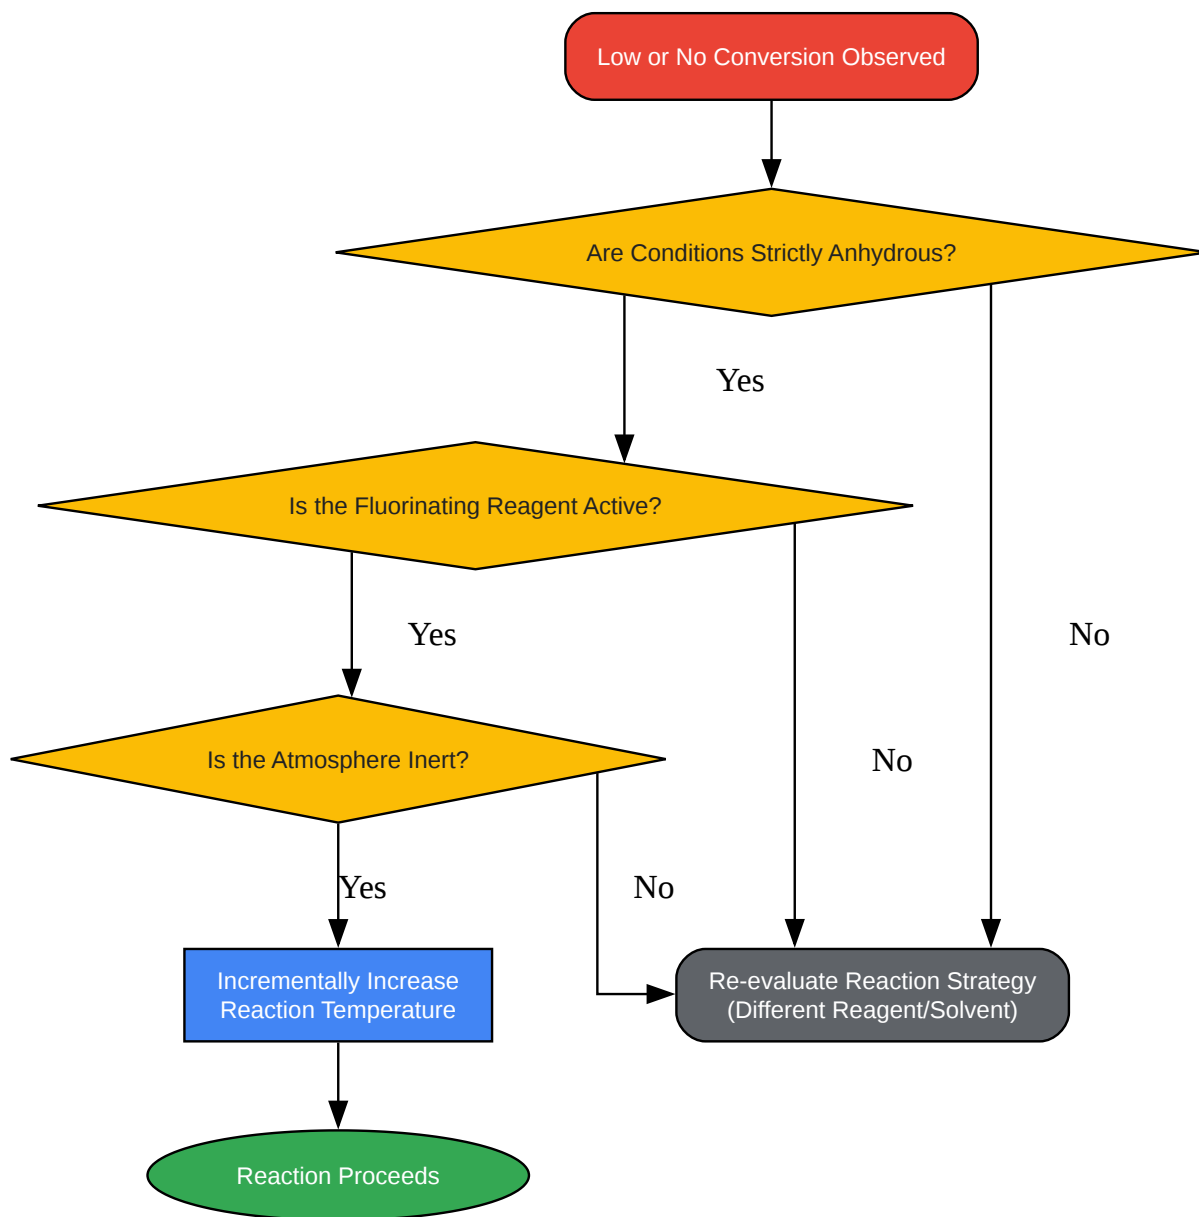 Low or No Conversion Observed
Are Conditions Strictly Anhydrous?
Yes
Is the Fluorinating Reagent Active?
Yes
No
Is the Atmosphere Inert?
No
Yes
No
Incrementally Increase
Reaction Temperature
Re-evaluate Reaction Strategy
(Different Reagent/Solvent)
Reaction Proceeds